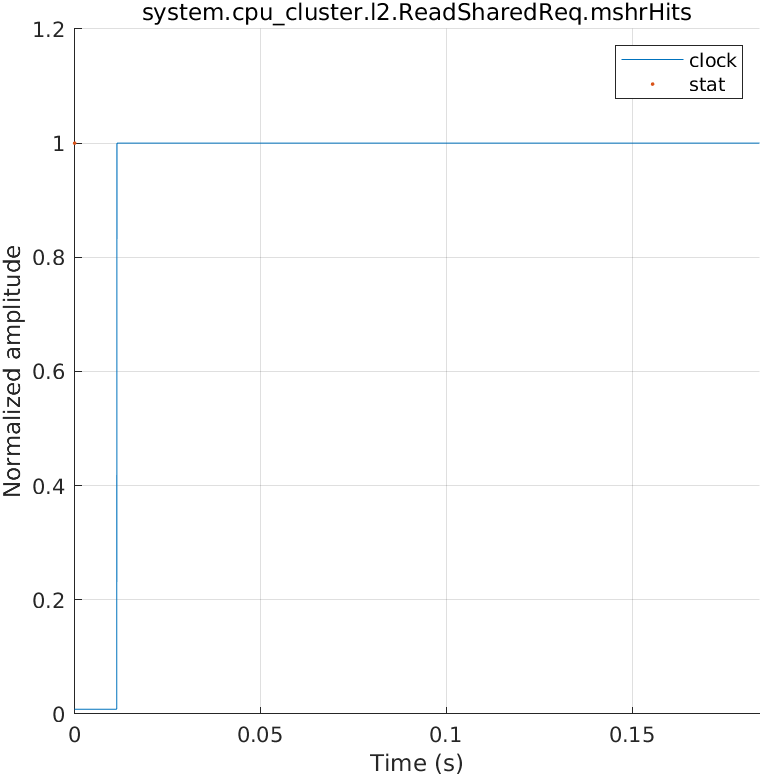 system.cpu_cluster.l2.ReadSharedReq.mshrHits
1.2
clock
stat
1
0.8
Normalized amplitude
0.6
0.4
0.2
0
0 0.05 0.1 0.15
Time (s)